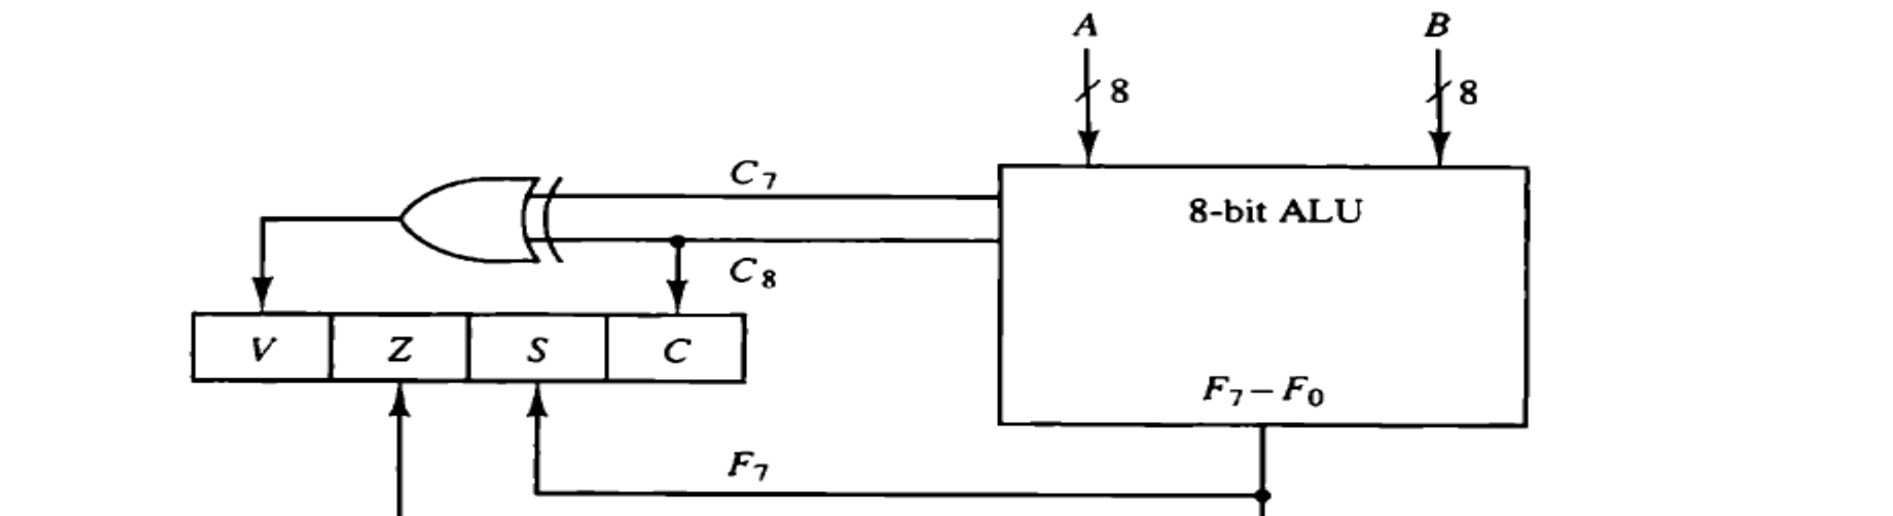 A B
8 8
C7
8-bit ALU
C8
V Z S C
F7 – F0
F7